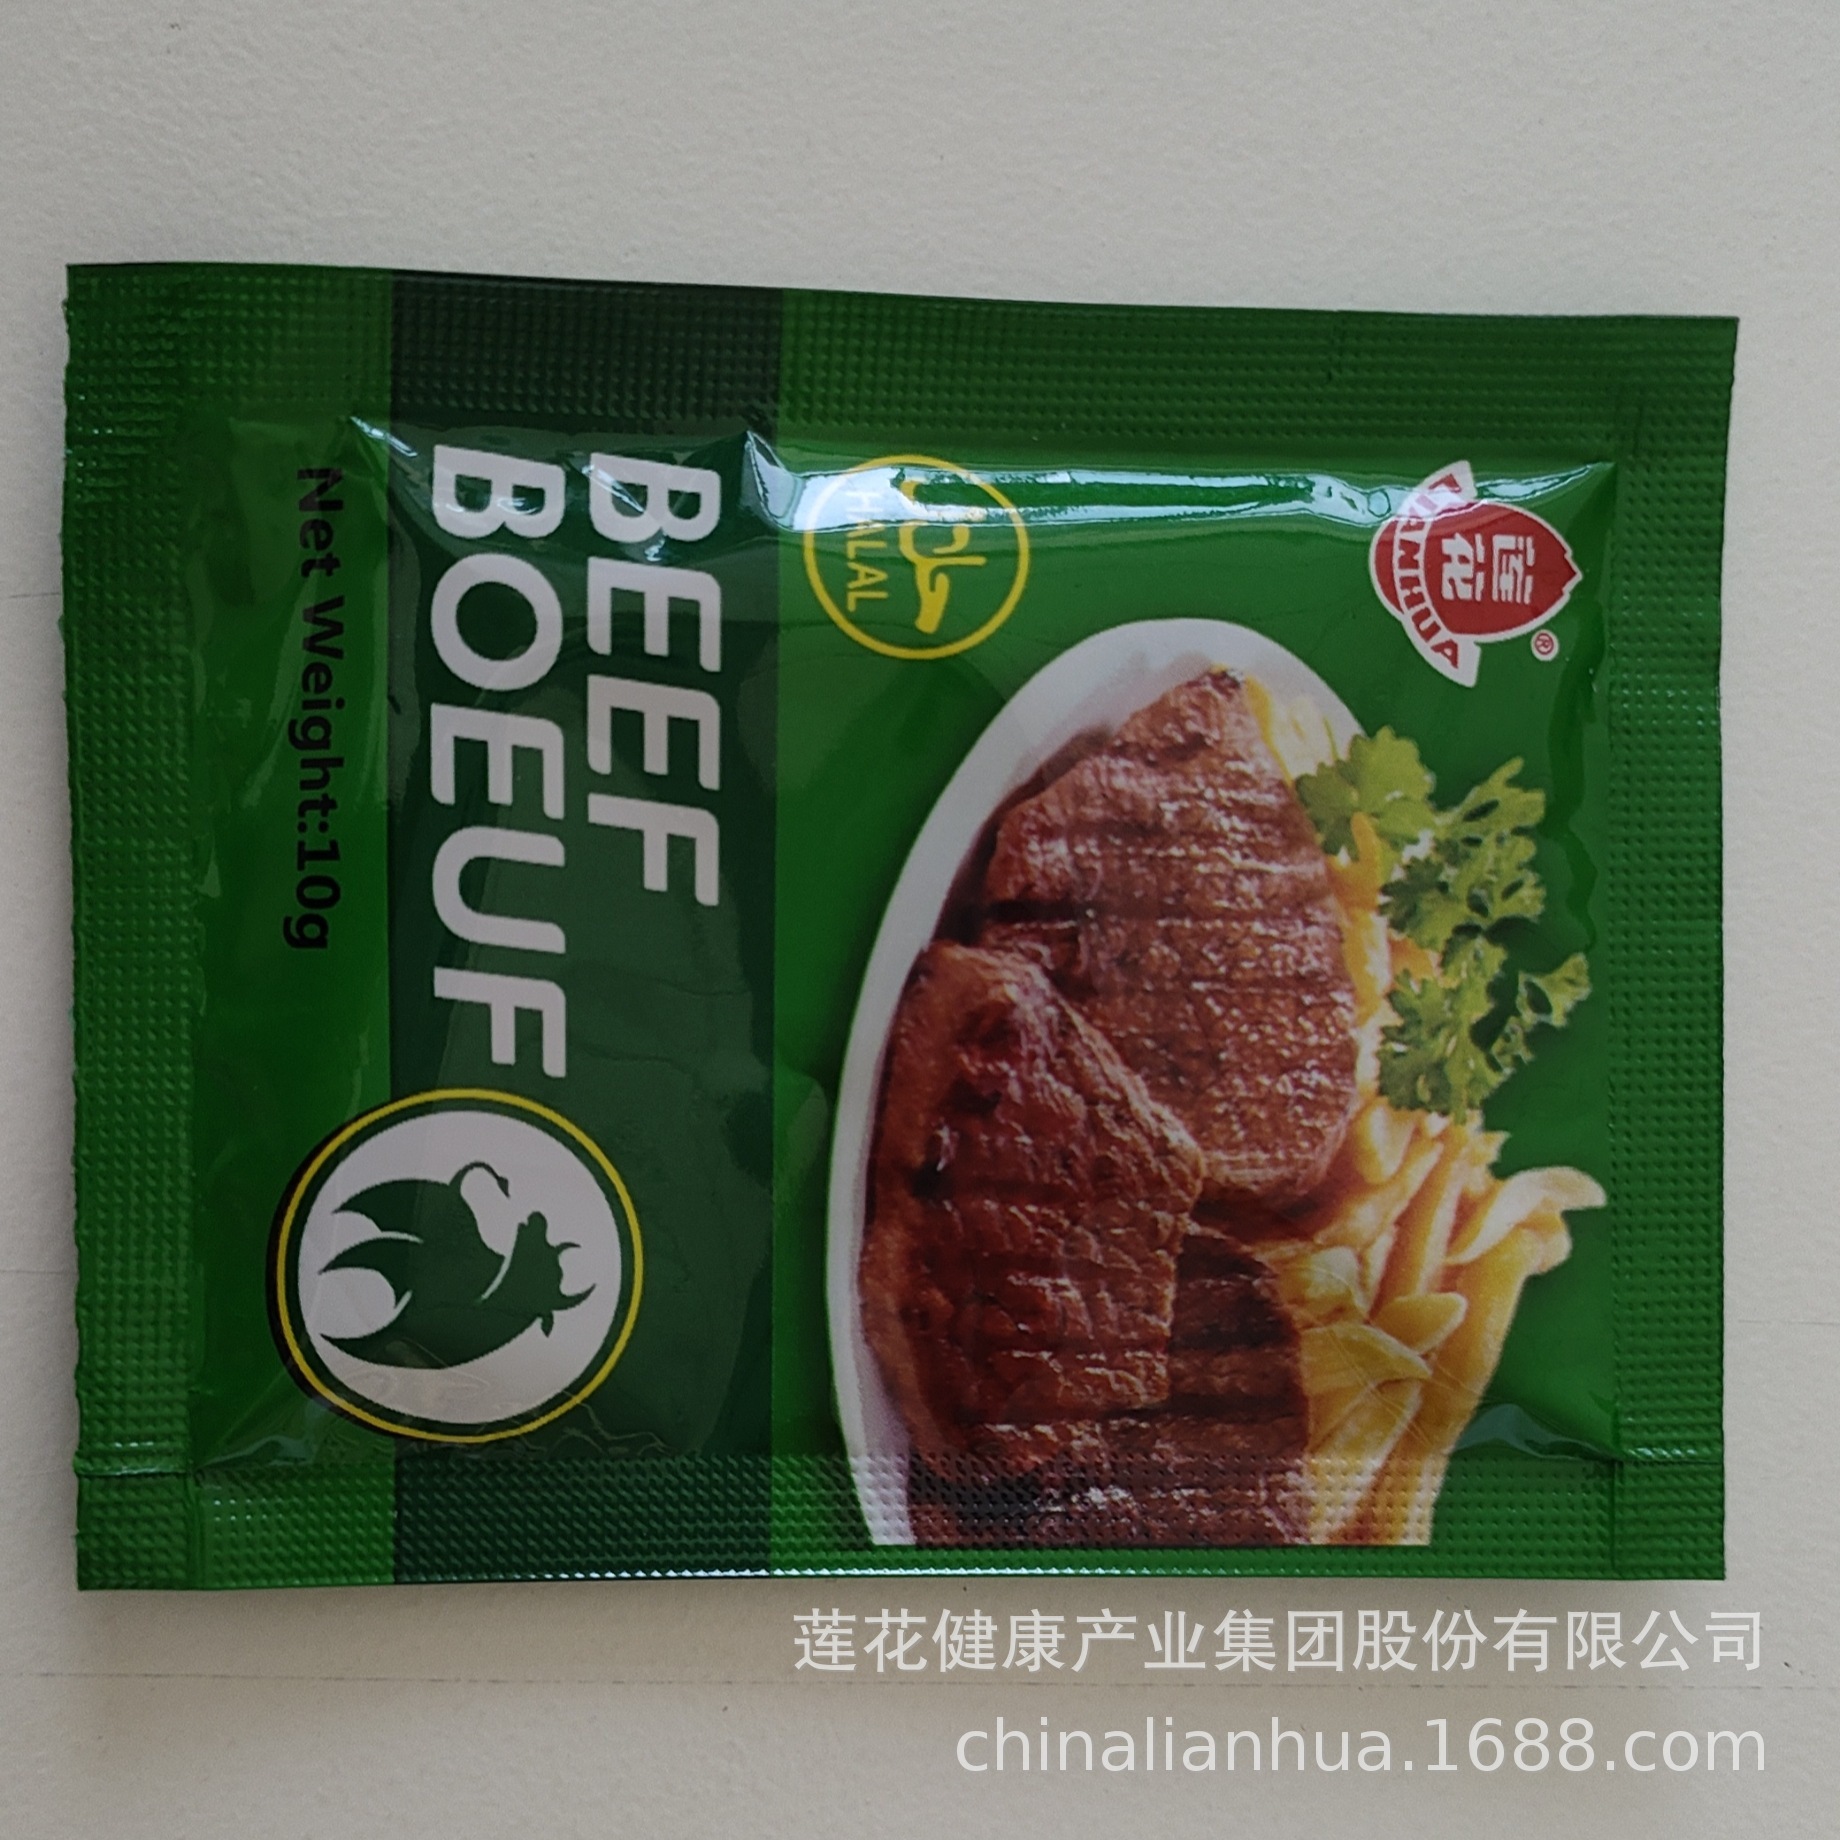 莲花
LIANHUA
®
حلال
HALAL
BEEF
BOEUF
Net Weight:10g
莲花健康产业集团股份有限公司
chinalianhua.1688.com